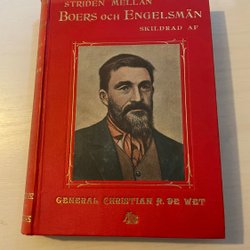 STRIDEN MELLAN
BOERS OCH ENGELSMÄN
SKILDRAD AF
GENERAL CHRISTIAN R. DE WET